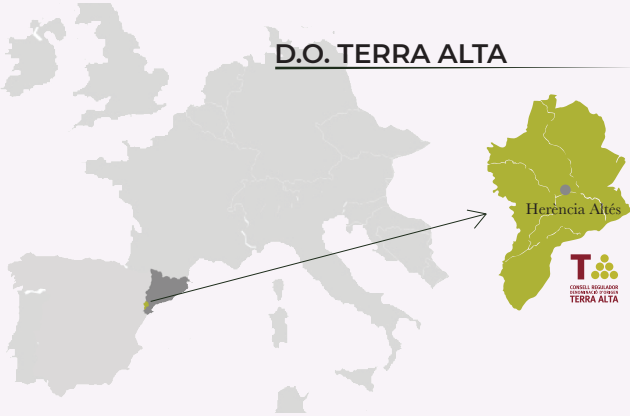 D.O. TERRA ALTA
Herència Altés
T
CONSELL REGULADOR
DENOMINACIÓ D'ORIGEN
TERRA ALTA